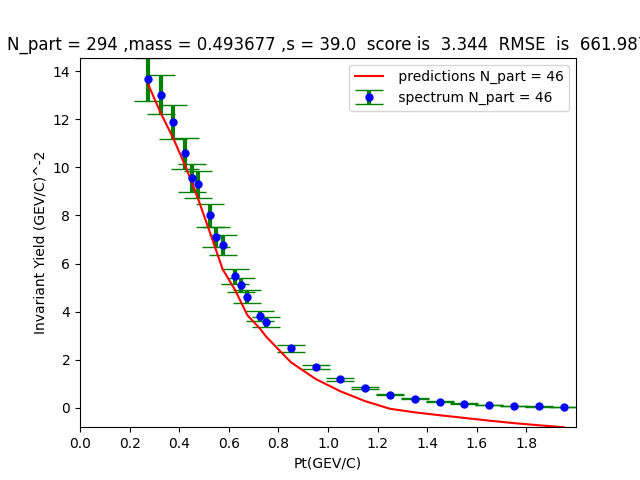 N_part = 294 ,mass = 0.493677 ,s = 39.0  score is  3.344  RMSE  is  661.987
predictions N_part = 46
spectrum N_part = 46
Invariant Yield (GEV/C)^-2
14
12
10
8
6
4
2
0
0.0 0.2 0.4 0.6 0.8 1.0 1.2 1.4 1.6 1.8
Pt(GEV/C)